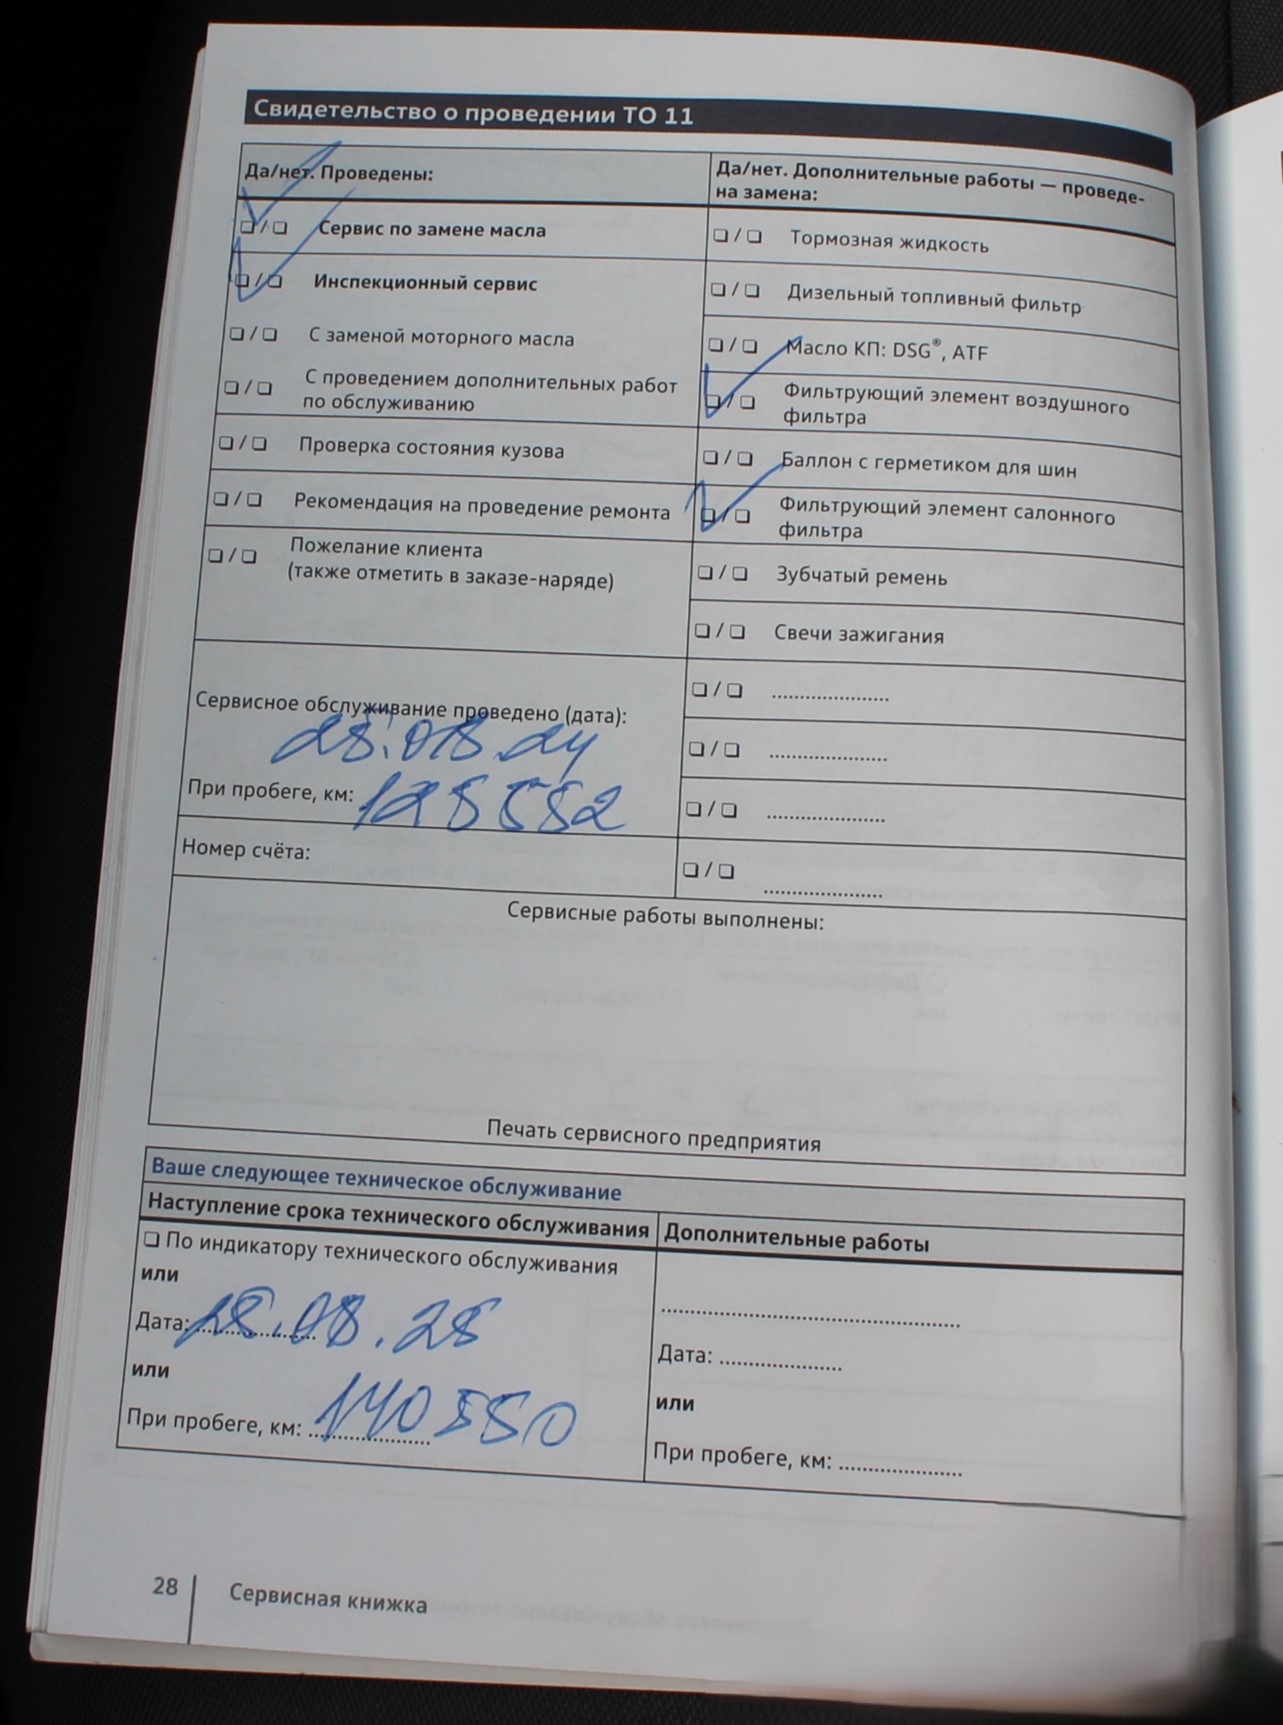 Свидетельство о проведении ТО 11
Да/нет. Проведены:
❏ / ❏ Сервис по замене масла
❏ / ❏ Инспекционный сервис
❏ / ❏ С заменой моторного масла
❏ / ❏ С проведением дополнительных работ
по обслуживанию
❏ / ❏ Проверка состояния кузова
❏ / ❏ Рекомендация на проведение ремонта
❏ / ❏ Пожелание клиента
(также отметить в заказе-наряде)
Сервисное обслуживание проведено (дата):
28.08.24
При пробеге, км: 125552
Номер счёта:
Да/нет. Дополнительные работы — проведе-
на замена:
❏ / ❏ Тормозная жидкость
❏ / ❏ Дизельный топливный фильтр
❏ / ❏ Масло КП: DSG®, ATF
❏ / ❏ Фильтрующий элемент воздушного
фильтра
❏ / ❏ Баллон с герметиком для шин
❏ / ❏ Фильтрующий элемент салонного
фильтра
❏ / ❏ Зубчатый ремень
❏ / ❏ Свечи зажигания
❏ / ❏ ....................
❏ / ❏ ....................
❏ / ❏ ....................
❏ / ❏ ....................
Сервисные работы выполнены:
Печать сервисного предприятия
Ваше следующее техническое обслуживание
Наступление срока технического обслуживания
❏ По индикатору технического обслуживания
или
Дата: 28.08.25
или
При пробеге, км: 140550
Дополнительные работы
..................................................
Дата: ....................
или
При пробеге, км: ....................
28
Сервисная книжка